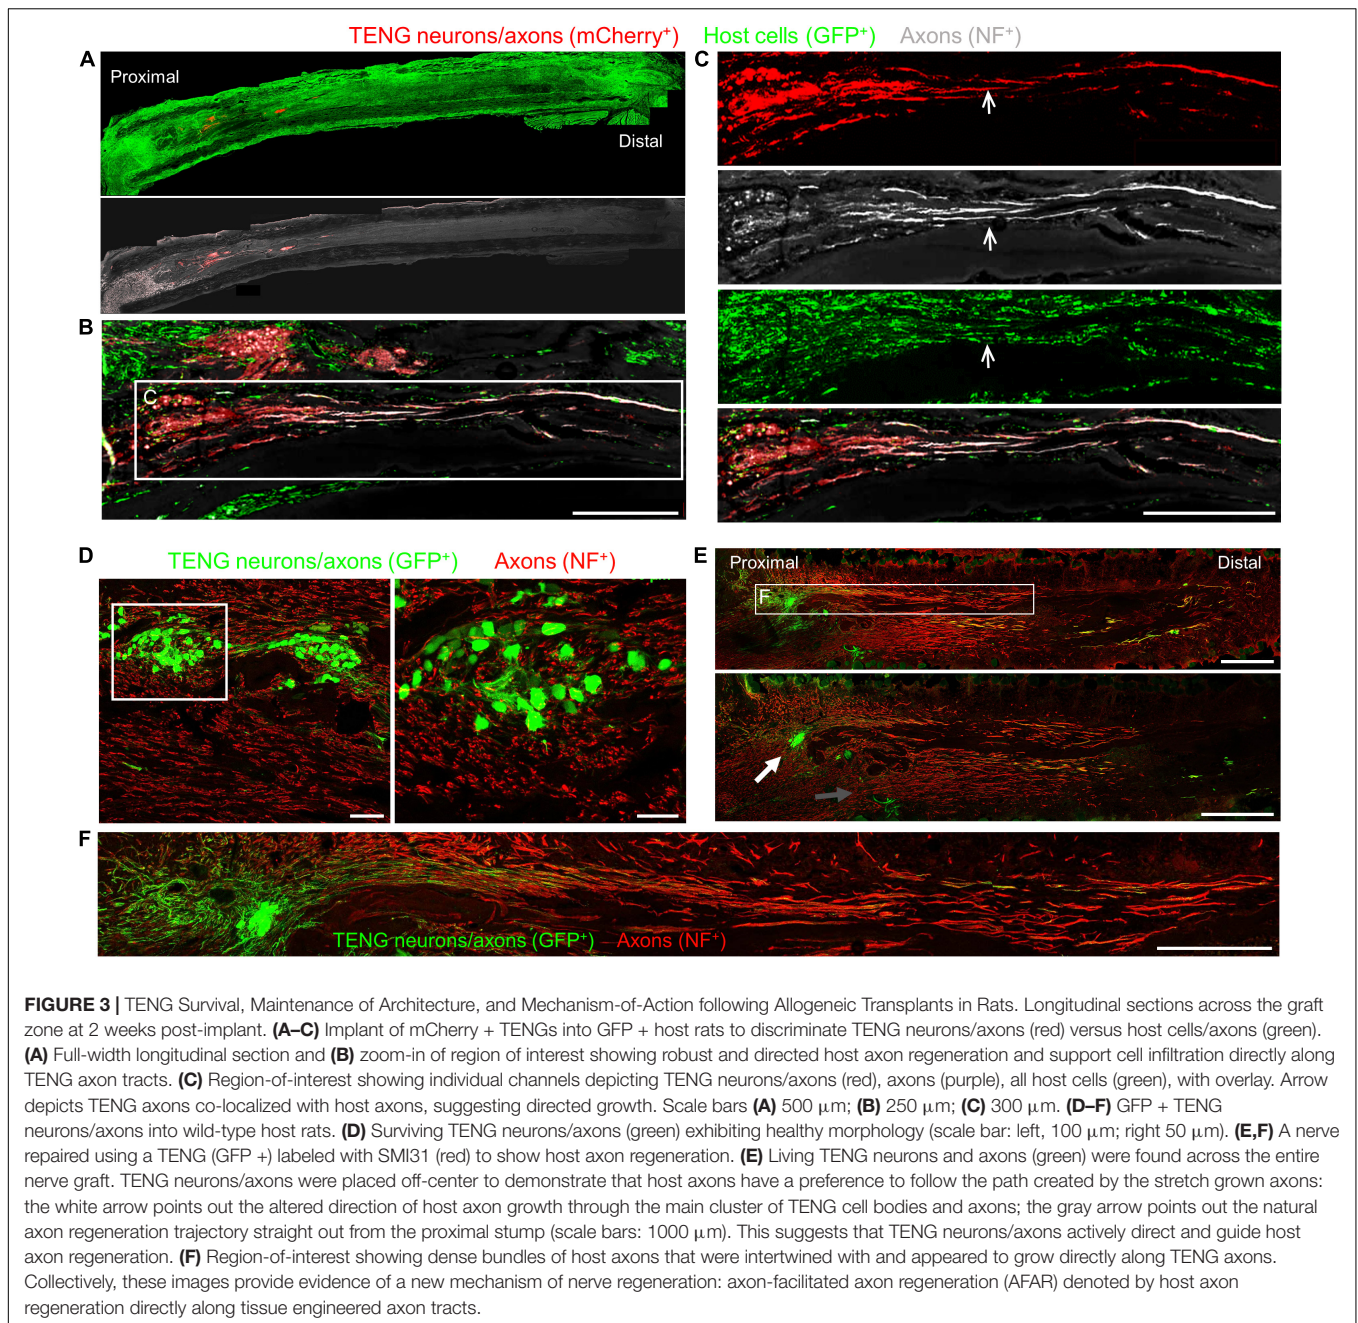 TENG neurons/axons (mCherry+) Host cells (GFP+) Axons (NF+)
A
Proximal
Distal
B
C
C
D
TENG neurons/axons (GFP+) Axons (NF+)
E
Proximal
Distal
F
F
TENG neurons/axons (GFP+) Axons (NF+)
FIGURE 3 | TENG Survival, Maintenance of Architecture, and Mechanism-of-Action following Allogeneic Transplants in Rats. Longitudinal sections across the graft
zone at 2 weeks post-implant. (A–C) Implant of mCherry + TENGs into GFP + host rats to discriminate TENG neurons/axons (red) versus host cells/axons (green).
(A) Full-width longitudinal section and (B) zoom-in of region of interest showing robust and directed host axon regeneration and support cell infiltration directly along
TENG axon tracts. (C) Region-of-interest showing individual channels depicting TENG neurons/axons (red), axons (purple), all host cells (green), with overlay. Arrow
depicts TENG axons co-localized with host axons, suggesting directed growth. Scale bars (A) 500 μm; (B) 250 μm; (C) 300 μm. (D–F) GFP + TENG
neurons/axons into wild-type host rats. (D) Surviving TENG neurons/axons (green) exhibiting healthy morphology (scale bar: left, 100 μm; right 50 μm). (E,F) A nerve
repaired using a TENG (GFP +) labeled with SMI31 (red) to show host axon regeneration. (E) Living TENG neurons and axons (green) were found across the entire
nerve graft. TENG neurons/axons were placed off-center to demonstrate that host axons have a preference to follow the path created by the stretch grown axons:
the white arrow points out the altered direction of host axon growth through the main cluster of TENG cell bodies and axons; the gray arrow points out the natural
axon regeneration trajectory straight out from the proximal stump (scale bars: 1000 μm). This suggests that TENG neurons/axons actively direct and guide host
axon regeneration. (F) Region-of-interest showing dense bundles of host axons that were intertwined with and appeared to grow directly along TENG axons.
Collectively, these images provide evidence of a new mechanism of nerve regeneration: axon-facilitated axon regeneration (AFAR) denoted by host axon
regeneration directly along tissue engineered axon tracts.